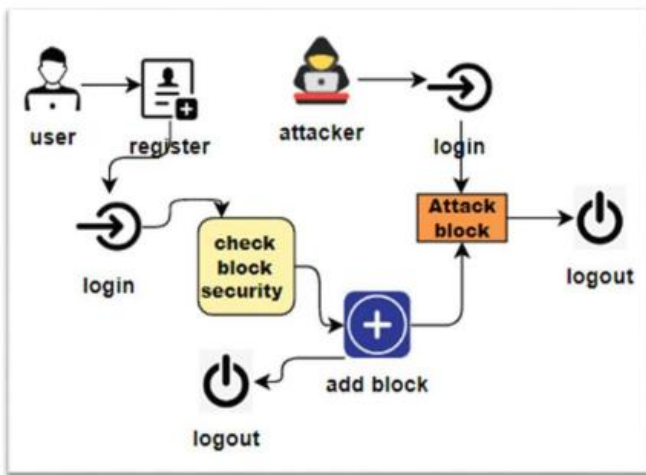 user
register
attacker
login
login
check
block
security
Attack
block
logout
add block
logout